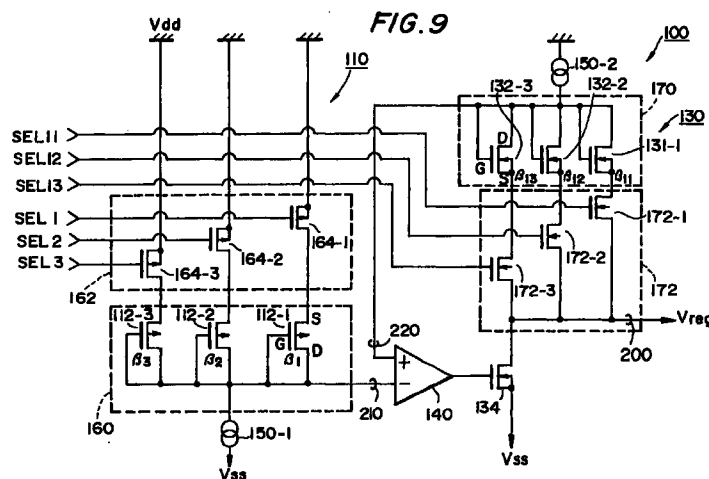 FIG. 9
100
Vdd
110
150-2
132-3
132-2
170
130
SEL11
SEL12
SEL13
SEL 1
SEL 2
SEL 3
D
G
S
β13
β12
β11
131-1
164-1
164-2
164-3
162
172-1
172-2
172-3
172
112-3
112-2
112-1
S
G
D
β3
β2
β1
220
+
−
140
134
200
Vreg
210
160
150-1
Vss
Vss